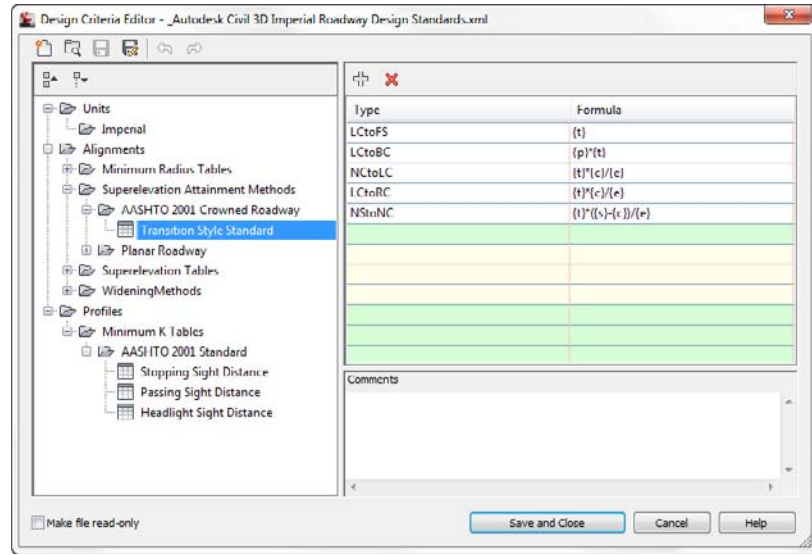 Design Criteria Editor - _Autodesk Civil 3D Imperial Roadway Design Standards.xml
Units
Imperial
Alignments
Minimum Radius Tables
Superelevation Attainment Methods
AASHTO 2001 Crowned Roadway
Transition Style Standard
Planar Roadway
Superelevation Tables
WideningMethods
Profiles
Minimum K Tables
AASHTO 2001 Standard
Stopping Sight Distance
Passing Sight Distance
Headlight Sight Distance
Type Formula
LCtoFS {t}
LCtoBC {p}*{t}
NCtoLC {t}*{c}/{e}
LCtoRC {t}*{c}/{e}
NStoNC {t}*({s}-{c})/{e}
Comments
Make file read-only
Save and Close Cancel Help